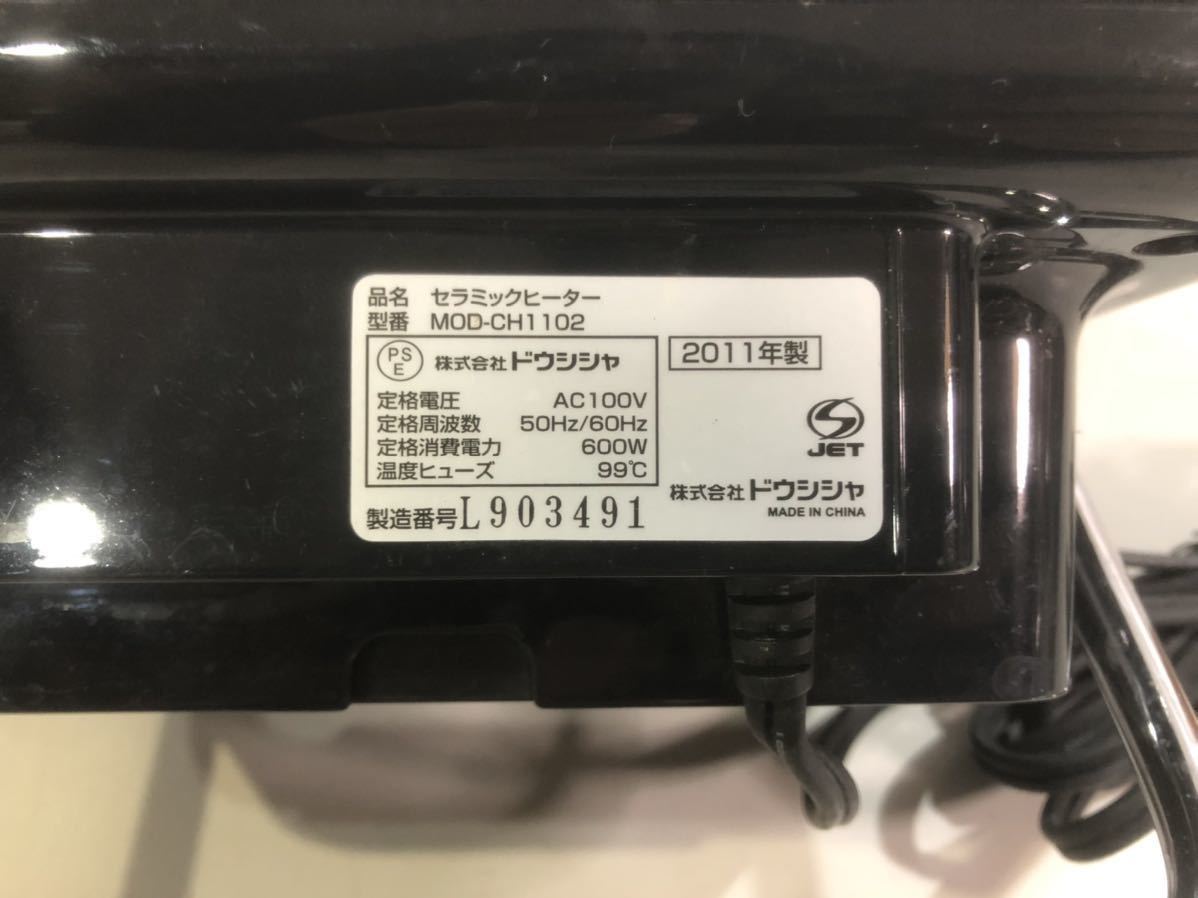 品名 セラミックヒーター
型番 MOD-CH1102
PS E 株式会社ドウシシャ
定格電圧 AC100V
定格周波数 50Hz/60Hz
定格消費電力 600W
温度ヒューズ 99℃
製造番号 L903491
2011年製
JET
株式会社ドウシシャ
MADE IN CHINA